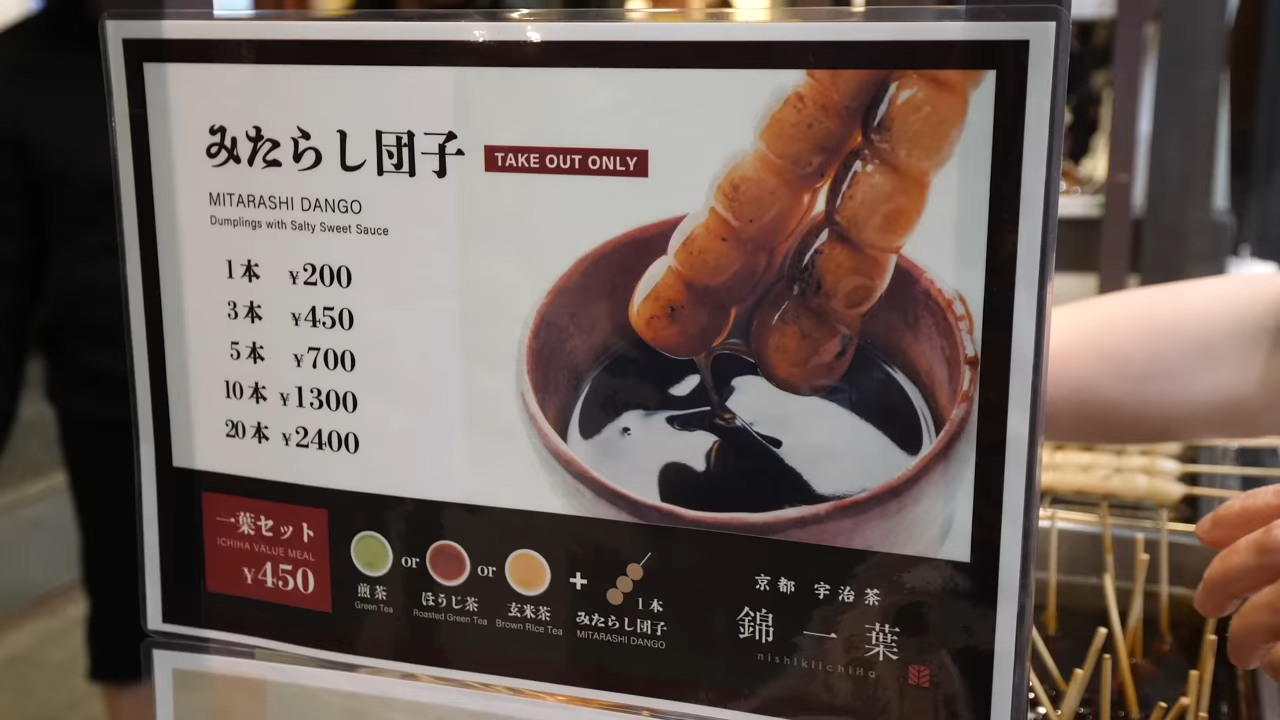 みたらし団子 TAKE OUT ONLY
MITARASHI DANGO
Dumplings with Salty Sweet Sauce
1本 ¥200
3本 ¥450
5本 ¥700
10本 ¥1300
20本 ¥2400
一葉セット
ICHIHA VALUE MEAL
¥450
or or +
煎茶
Green Tea
ほうじ茶
Roasted Green Tea
玄米茶
Brown Rice Tea
1本
みたらし団子
MITARASHI DANGO
京都 宇治茶
錦一葉
nishikiichiHa